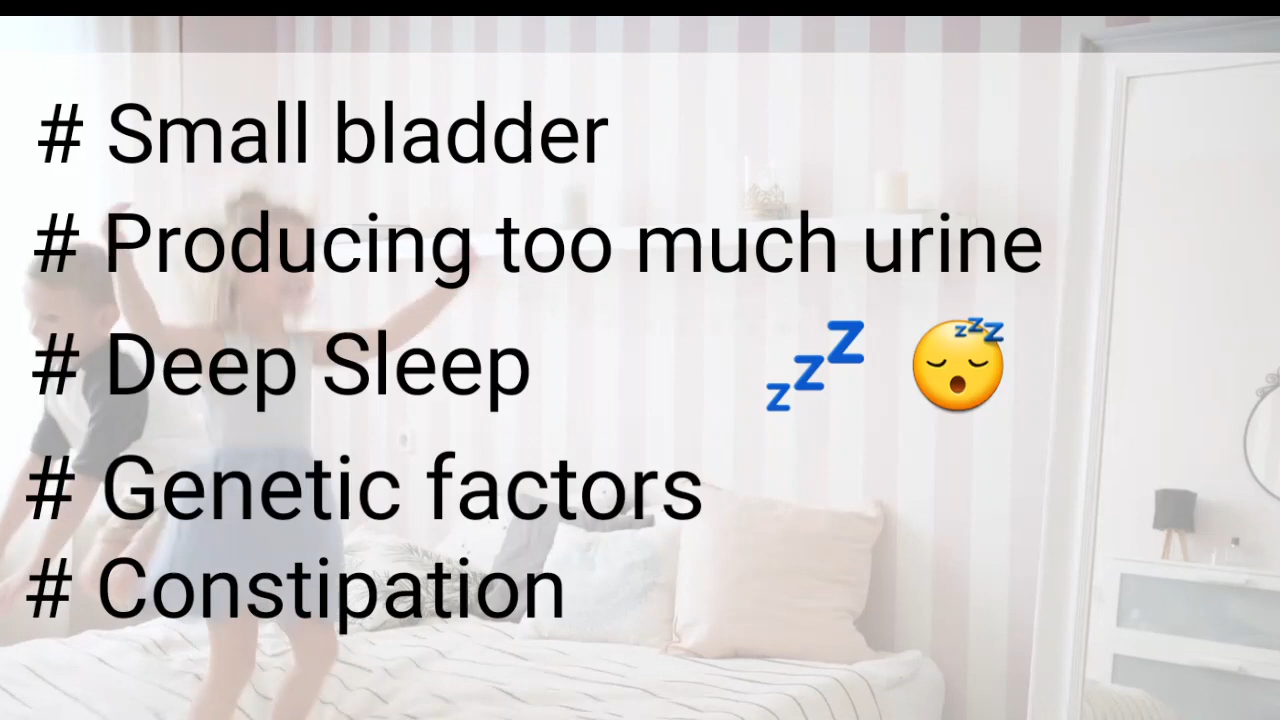 # Small bladder
# Producing too much urine
# Deep Sleep 💤 😴
# Genetic factors
# Constipation